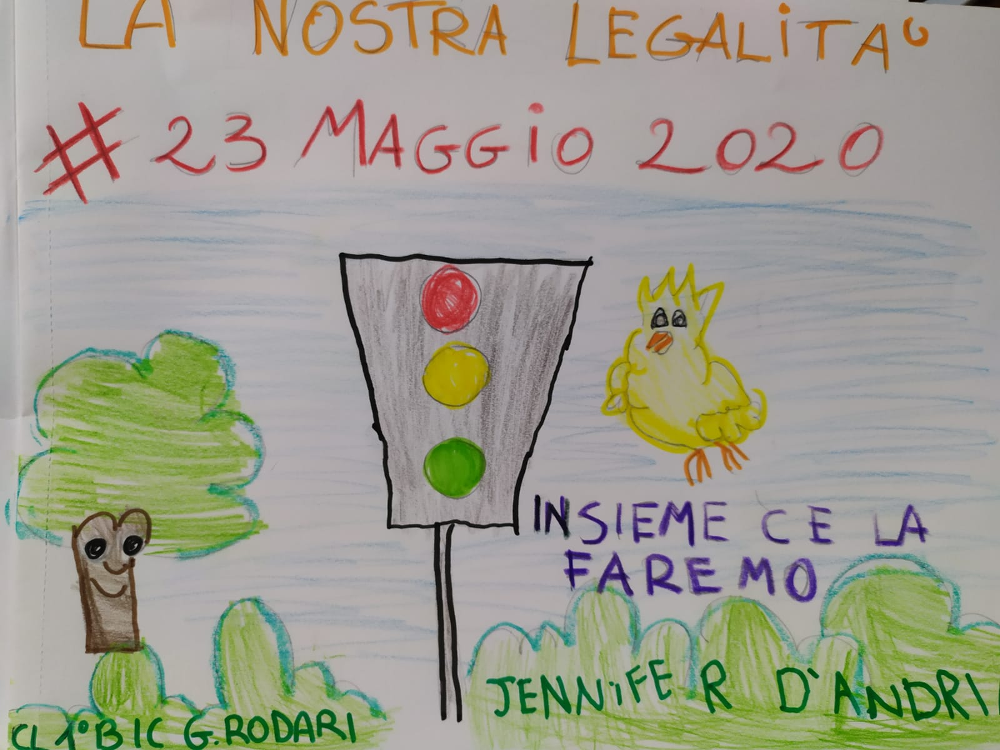 LA NOSTRA LEGALITA'
# 23 MAGGIO 2020
INSIEME CE LA
FAREMO
JENNIFER D'ANDRI
CL 1°B IC G.RODARI